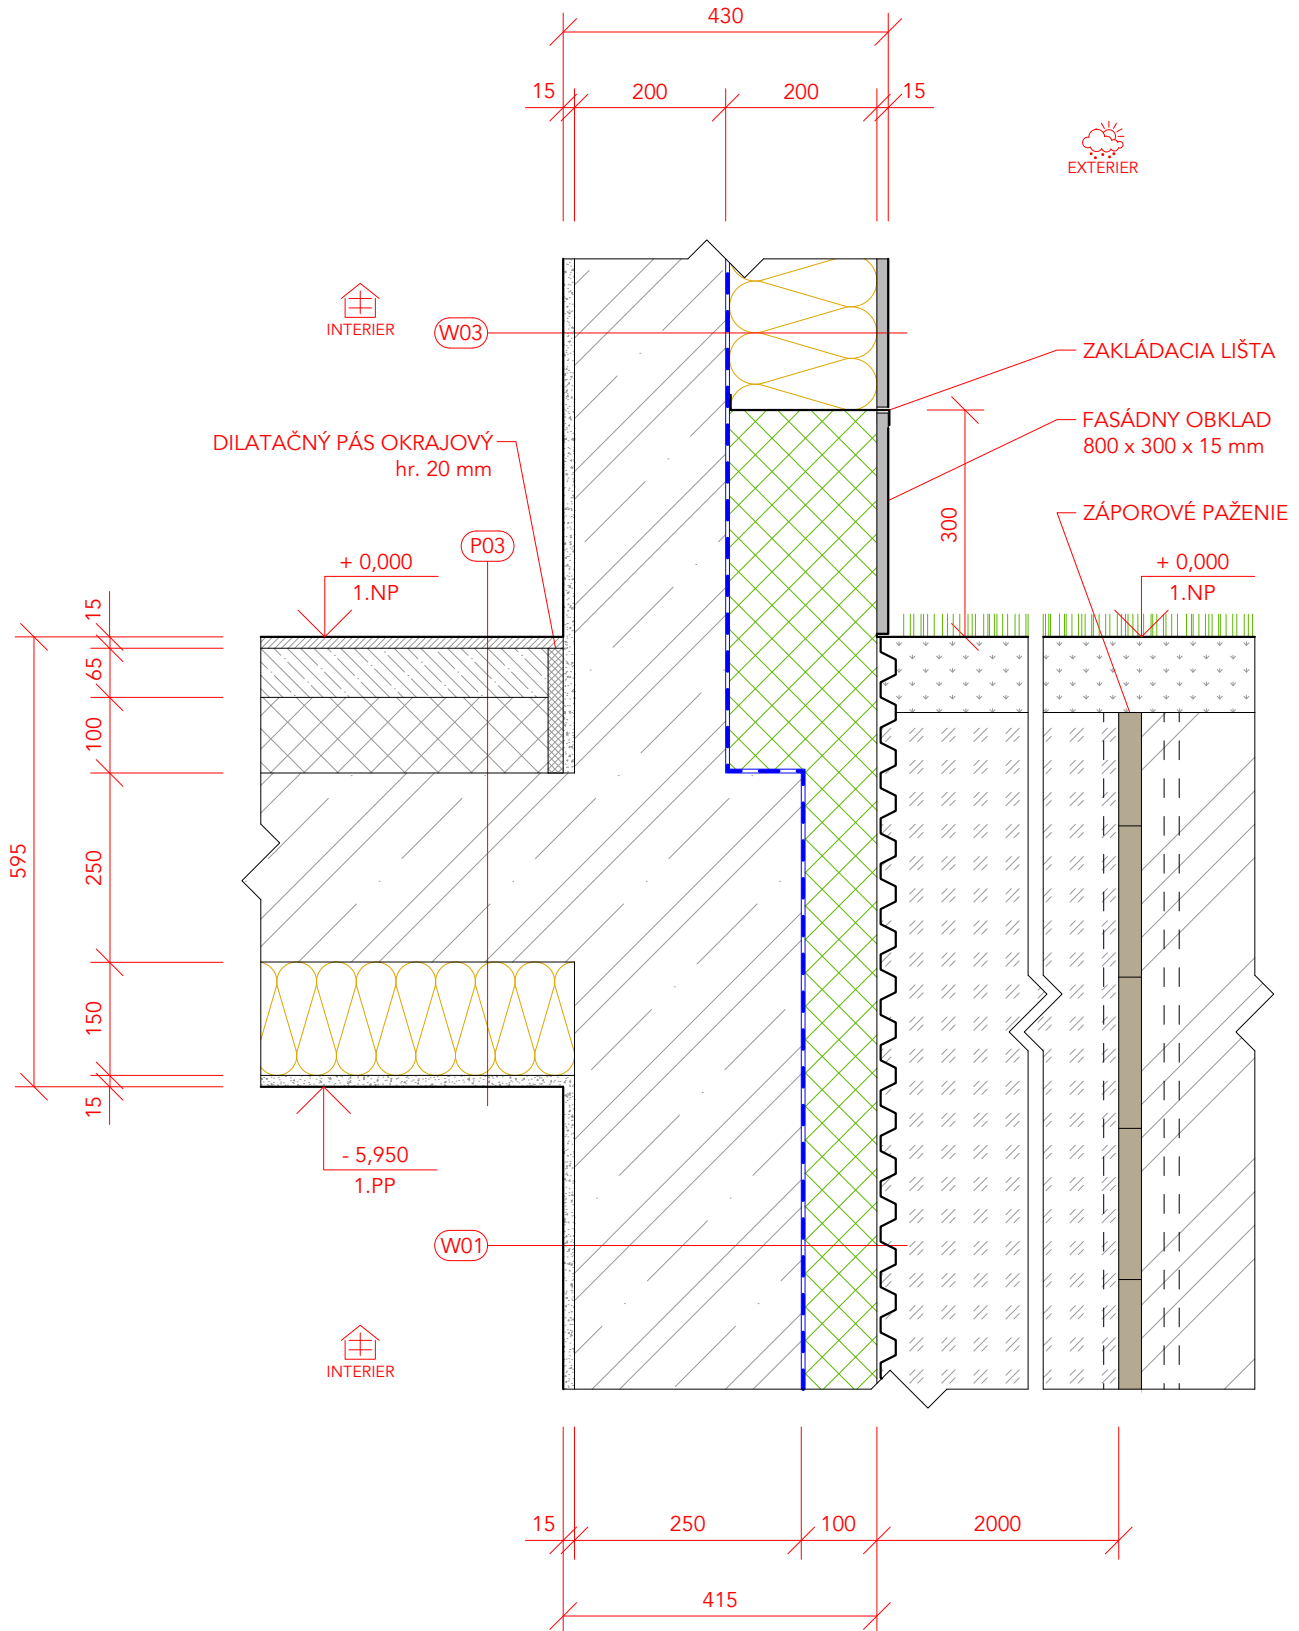 430
15
200
200
15
EXTERIER
INTERIER
W03
ZAKLÁDACIA LIŠTA
FASÁDNY OBKLAD
800 x 300 x 15 mm
DILATAČNÝ PÁS OKRAJOVÝ
hr. 20 mm
300
ZÁPOROVÉ PAŽENIE
P03
+ 0,000
1.NP
+ 0,000
1.NP
15
65
100
250
595
150
15
- 5,950
1.PP
W01
INTERIER
15
250
100
2000
415